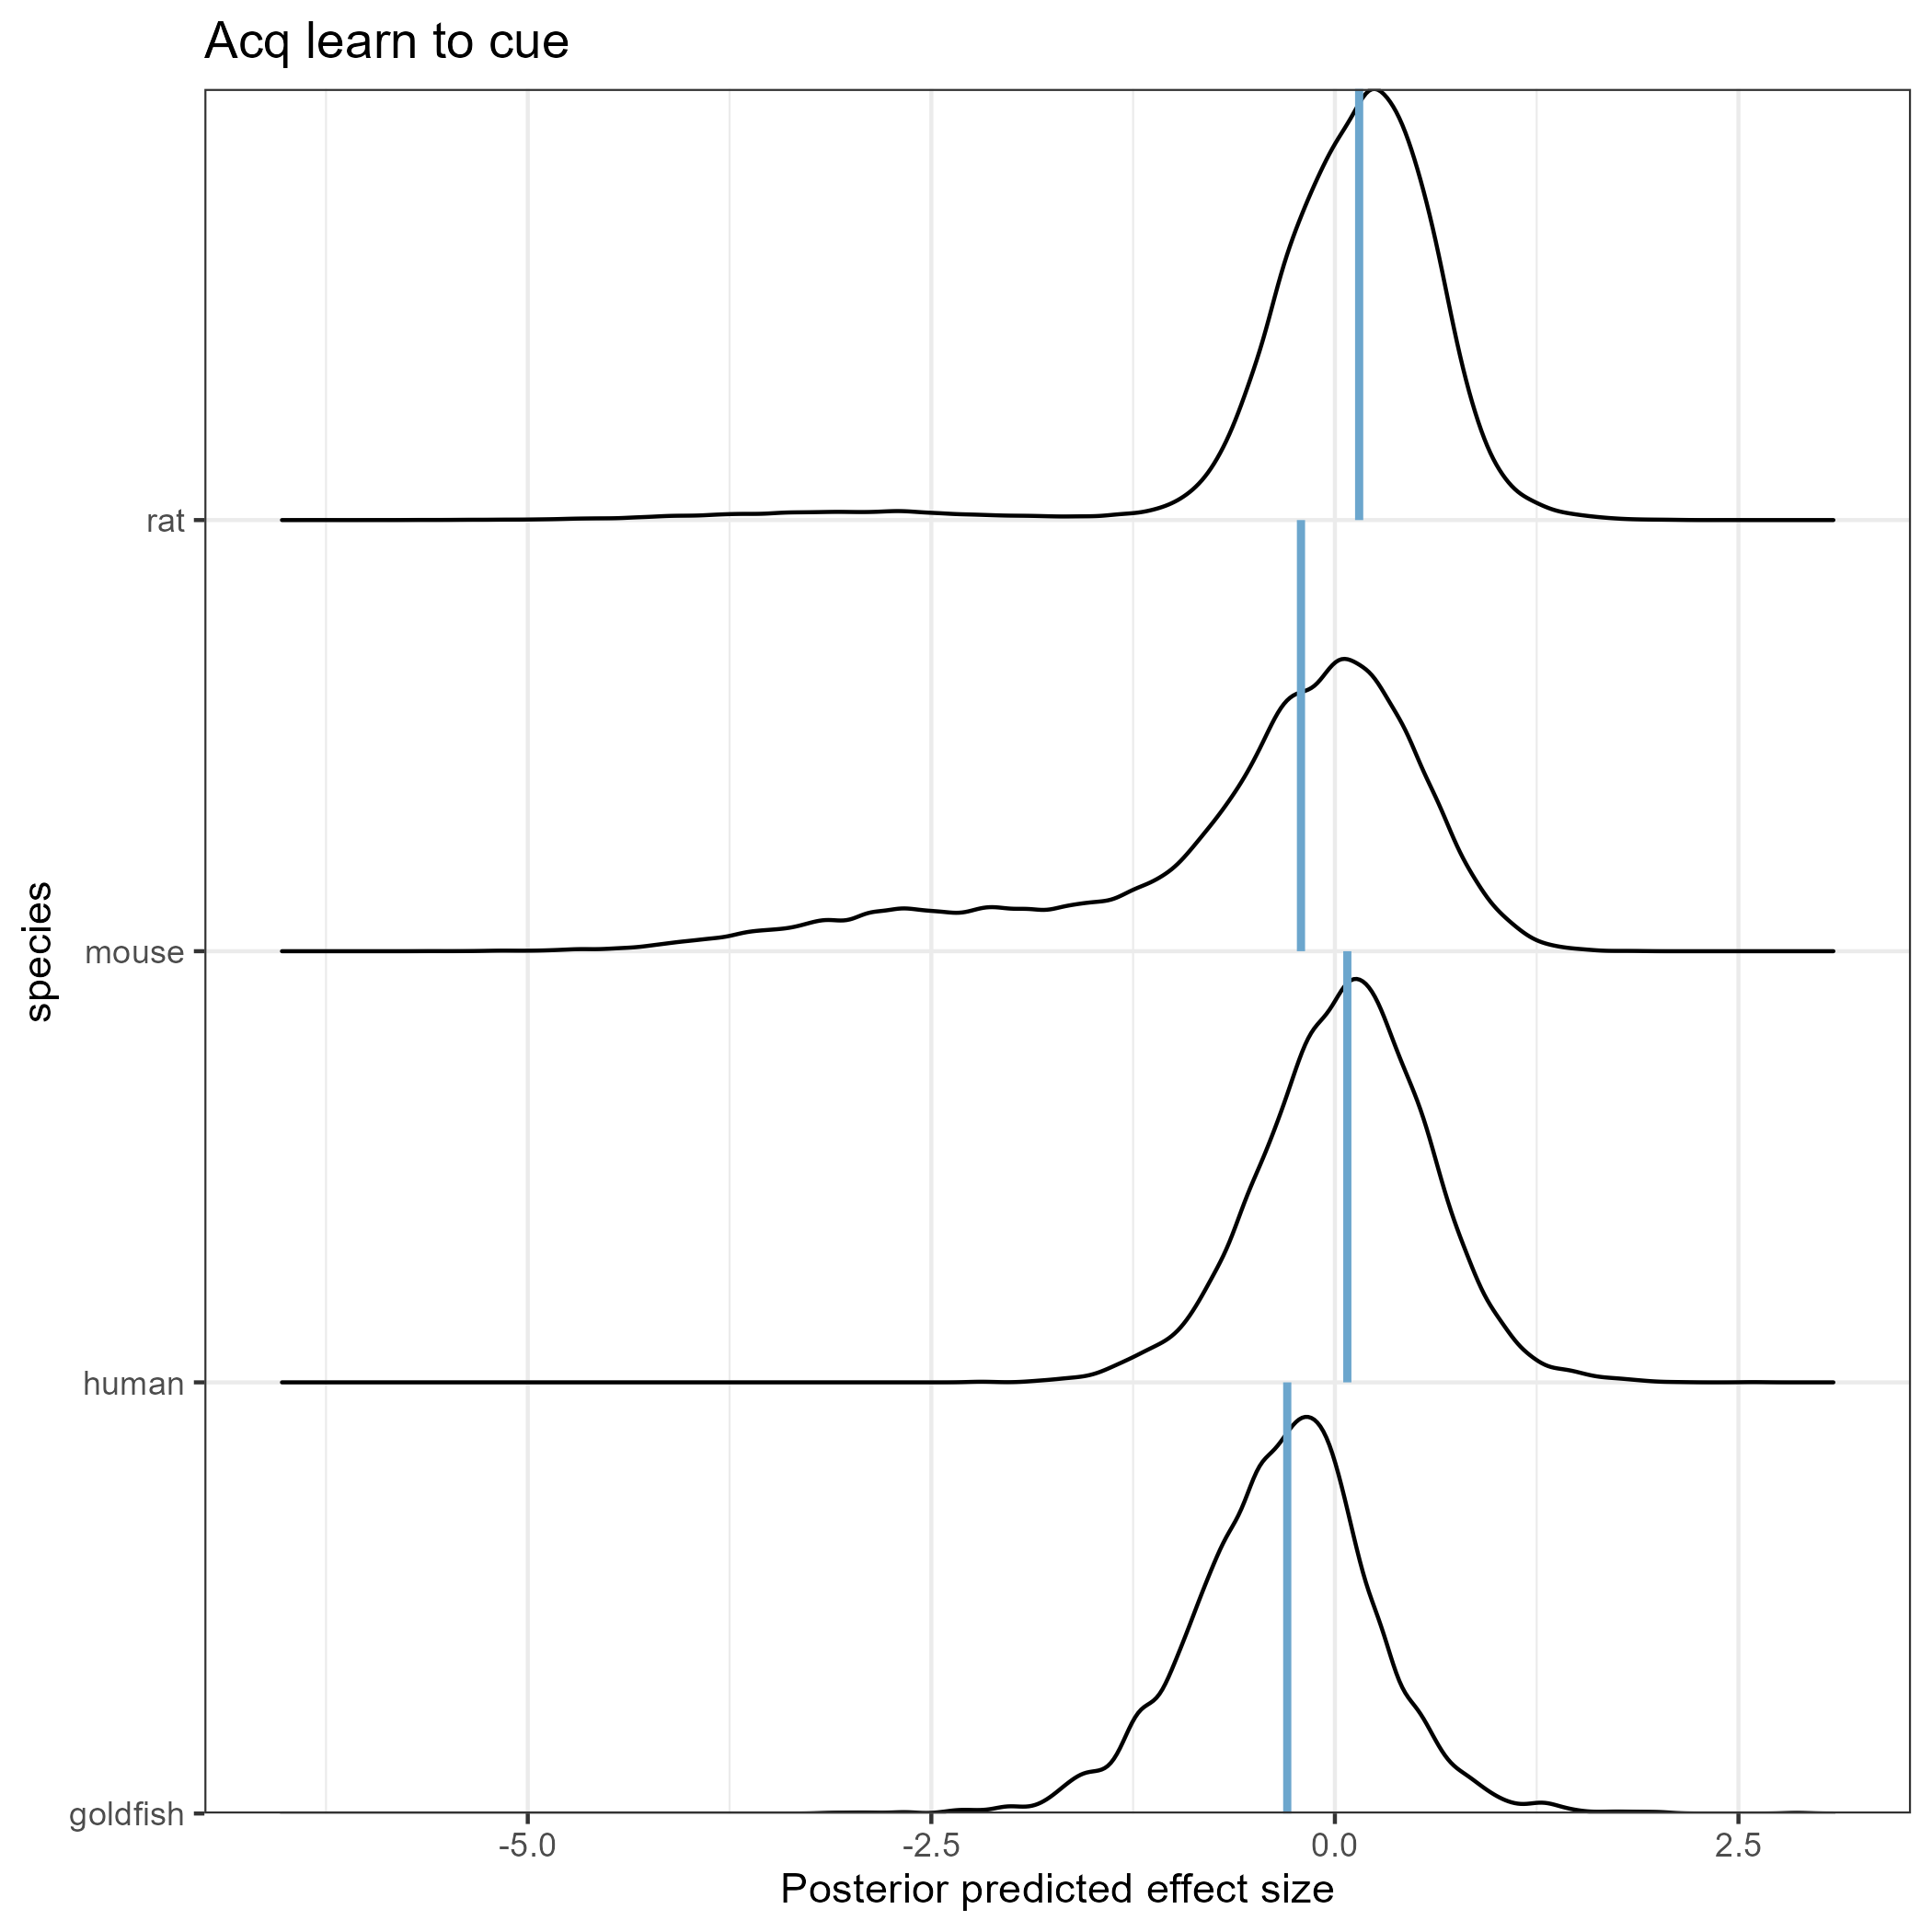 Acq learn to cue
species
rat
mouse
human
goldfish
-5.0 -2.5 0.0 2.5
Posterior predicted effect size